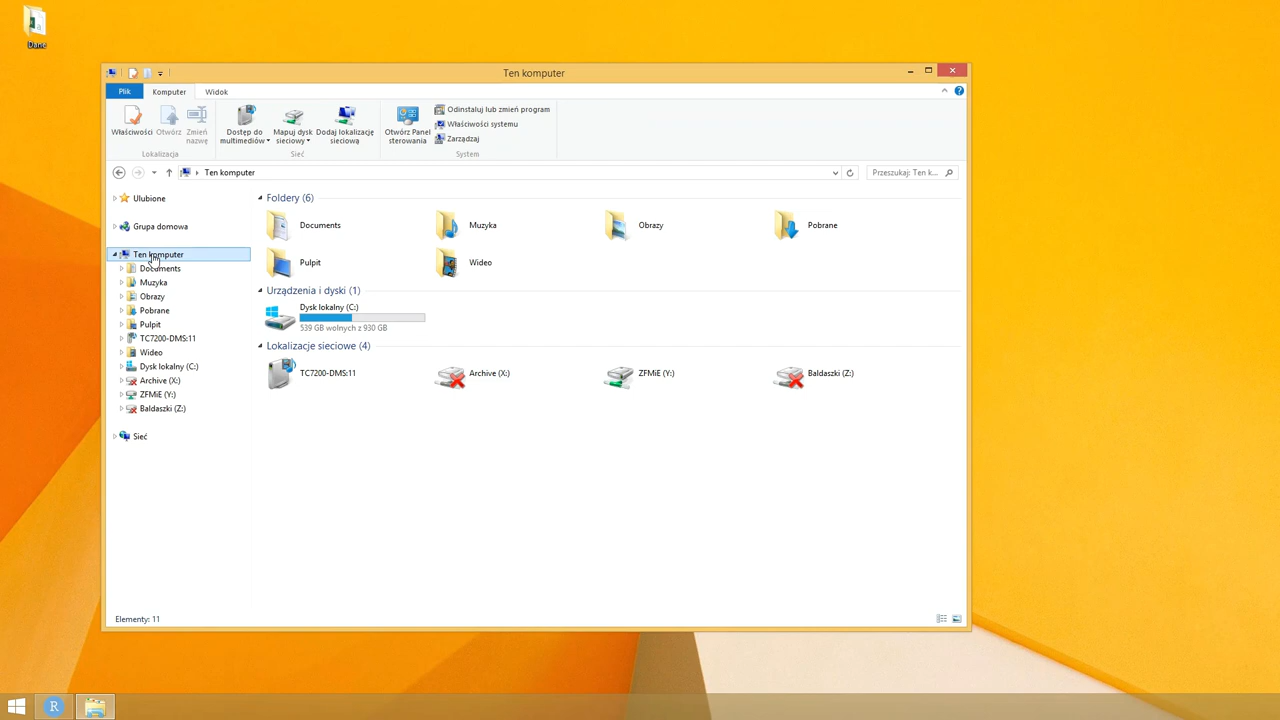 Dane
Ten komputer
Plik Komputer Widok
Właściwości Otwórz Zmień nazwę
Lokalizacja
Dostęp do multimediów Mapuj dysk sieciowy Dodaj lokalizację sieciową
Sieć
Otwórz Panel sterowania
Odinstaluj lub zmień program
Właściwości systemu
Zarządzaj
System
Ten komputer
Przeszukaj: Ten k...
Ulubione
Grupa domowa
Ten komputer
Documents
Muzyka
Obrazy
Pobrane
Pulpit
TC7200-DMS:11
Wideo
Dysk lokalny (C:)
Archive (X:)
ZFMiE (Y:)
Baldaszki (Z:)
Sieć
Foldery (6)
Documents Muzyka Obrazy Pobrane
Pulpit Wideo
Urządzenia i dyski (1)
Dysk lokalny (C:)
539 GB wolnych z 930 GB
Lokalizacje sieciowe (4)
TC7200-DMS:11 Archive (X:) ZFMiE (Y:) Baldaszki (Z:)
Elementy: 11
R